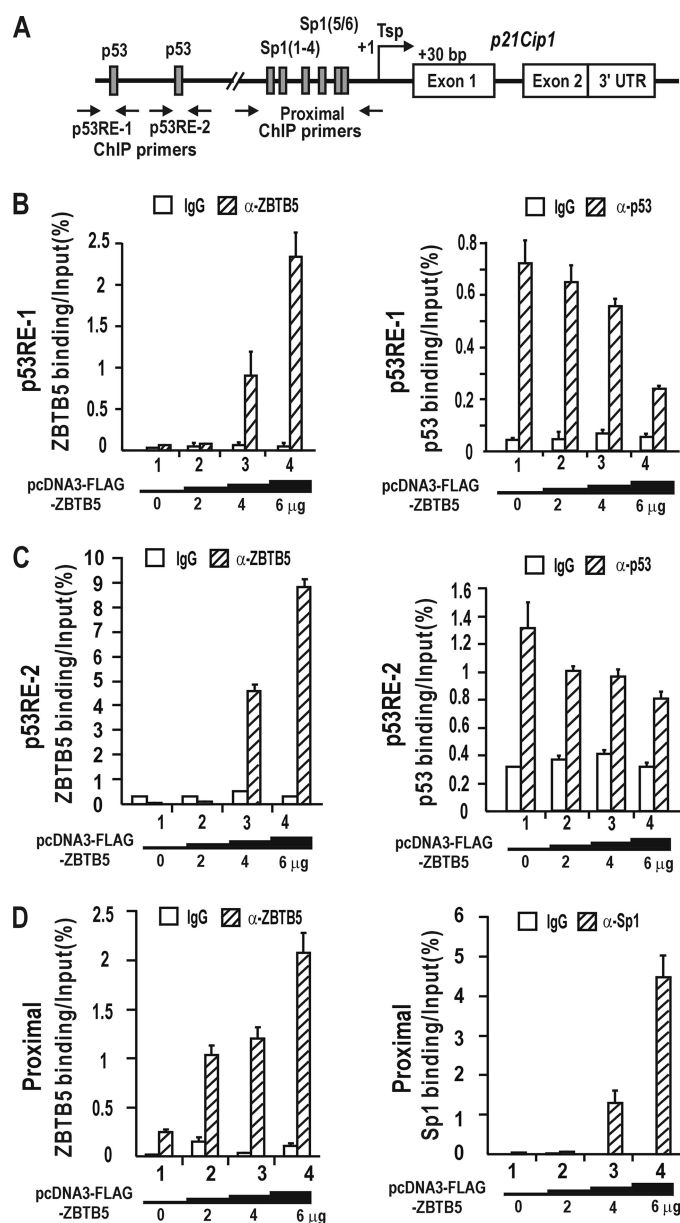 A
p53
p53
Sp1(1-4)
Sp1(5/6)
+1
Tsp
+30 bp
p21Cip1
Exon 1
Exon 2
3' UTR
p53RE-1
p53RE-2
ChIP primers
Proximal
ChIP primers
B
IgG
α-ZBTB5
p53RE-1
ZBTB5 binding/Input(%)
2.5
2
1.5
1
0.5
0
1
2
3
4
pcDNA3-FLAG
-ZBTB5
0
2
4
6 μg
IgG
α-p53
p53RE-1
p53 binding/Input(%)
0.8
0.6
0.4
0.2
0
1
2
3
4
pcDNA3-FLAG
-ZBTB5
0
2
4
6 μg
C
IgG
α-ZBTB5
p53RE-2
ZBTB5 binding/Input(%)
10
9
8
7
6
5
4
3
2
1
0
1
2
3
4
pcDNA3-FLAG
-ZBTB5
0
2
4
6 μg
IgG
α-p53
p53RE-2
p53 binding/Input(%)
1.6
1.4
1.2
1
0.8
0.6
0.4
0.2
0
1
2
3
4
pcDNA3-FLAG
-ZBTB5
0
2
4
6 μg
D
IgG
α-ZBTB5
Proximal
ZBTB5 binding/Input(%)
2.5
2
1.5
1
0.5
0
1
2
3
4
pcDNA3-FLAG
-ZBTB5
0
2
4
6 μg
IgG
α-Sp1
Proximal
Sp1 binding/Input(%)
6
5
4
3
2
1
0
1
2
3
4
pcDNA3-FLAG
-ZBTB5
0
2
4
6 μg